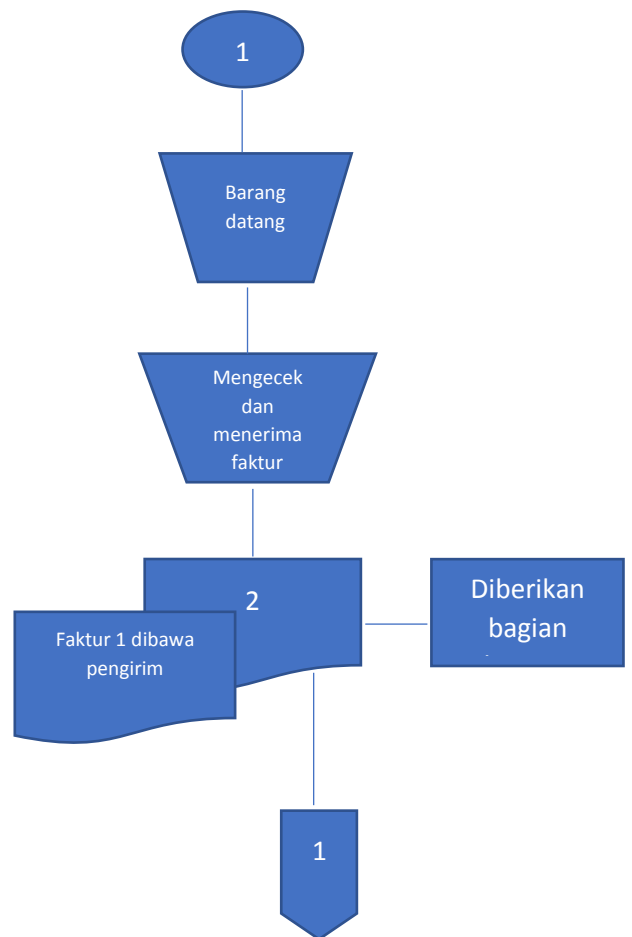 1
Barang
datang
Mengecek
dan
menerima
faktur
2
Faktur 1 dibawa
pengirim
Diberikan
bagian
1